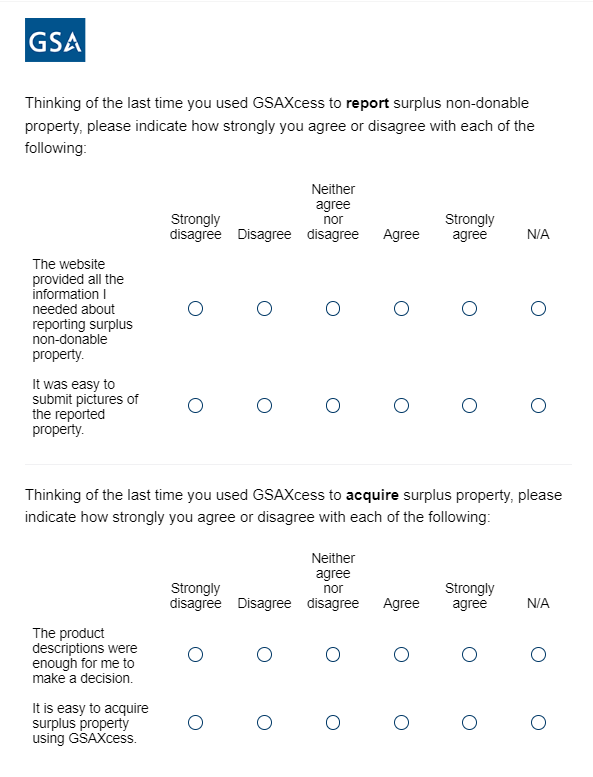 GSA
Thinking of the last time you used GSAXcess to report surplus non-donable
property, please indicate how strongly you agree or disagree with each of the
following:
Neither
agree
Strongly nor Strongly
disagree Disagree disagree Agree agree N/A
The website
provided all the
information I
needed about
reporting surplus
non-donable
property.
It was easy to
submit pictures of
the reported
property.
Thinking of the last time you used GSAXcess to acquire surplus property, please
indicate how strongly you agree or disagree with each of the following:
Neither
agree
Strongly nor Strongly
disagree Disagree disagree Agree agree N/A
The product
descriptions were
enough for me to
make a decision.
It is easy to acquire
surplus property
using GSAXcess.